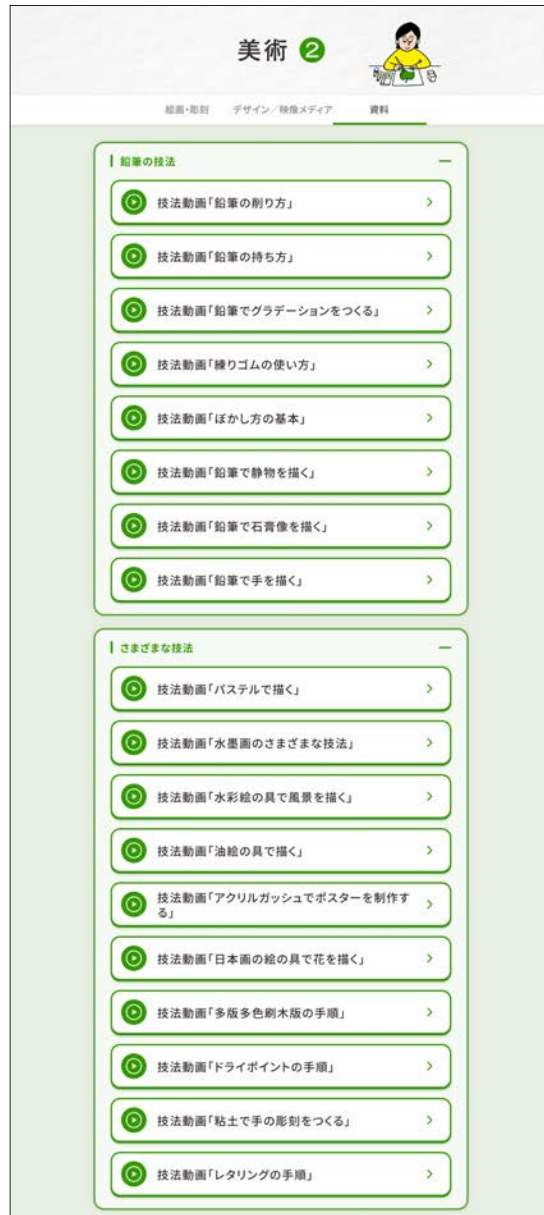 美術 2
絵画・彫刻 デザイン／映像メディア 資料
鉛筆の技法
技法動画「鉛筆の削り方」
技法動画「鉛筆の持ち方」
技法動画「鉛筆でグラデーションをつくる」
技法動画「練りゴムの使い方」
技法動画「ぼかし方の基本」
技法動画「鉛筆で静物を描く」
技法動画「鉛筆で石膏像を描く」
技法動画「鉛筆で手を描く」
さまざまな技法
技法動画「パステルで描く」
技法動画「水墨画のさまざまな技法」
技法動画「水彩絵の具で風景を描く」
技法動画「油絵の具で描く」
技法動画「アクリルガッシュでポスターを制作す
る」
技法動画「日本画の絵の具で花を描く」
技法動画「多版多色刷木版の手順」
技法動画「ドライポイントの手順」
技法動画「粘土で手の彫刻をつくる」
技法動画「レタリングの手順」